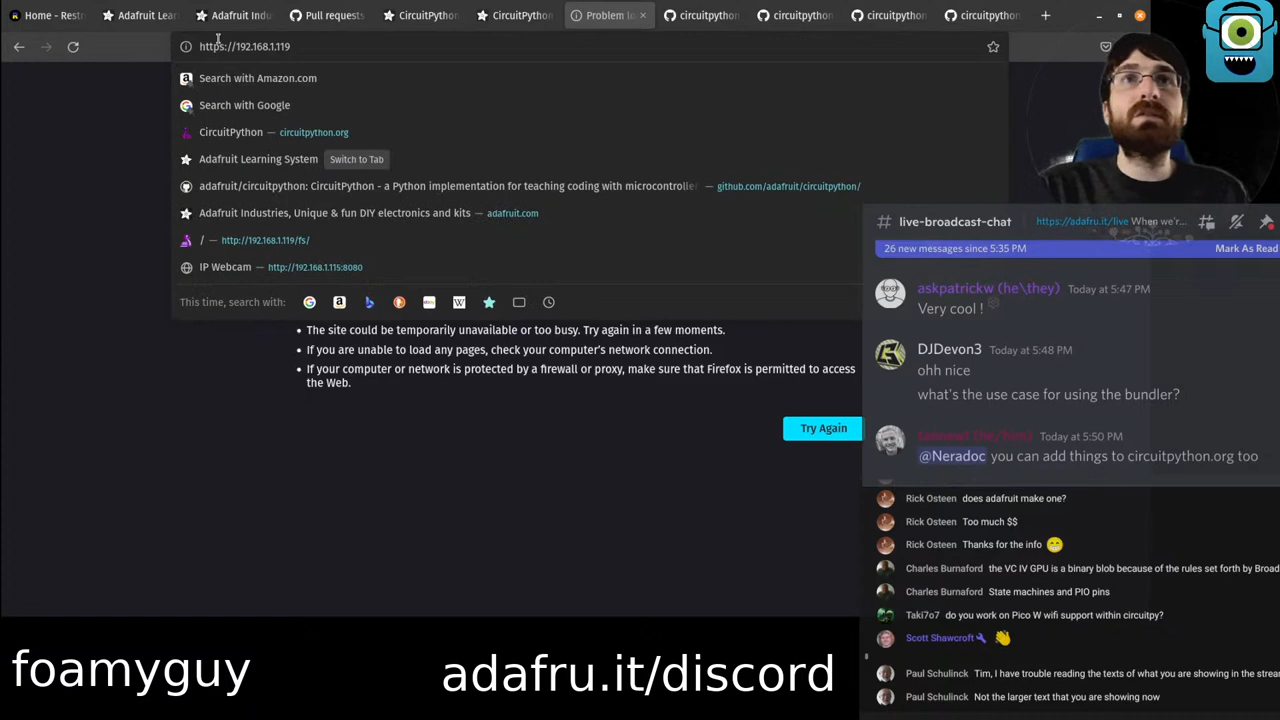 Home - Restr
Adafruit Lear
Adafruit Indu
Pull requests
CircuitPython
CircuitPython
Problem lo
circuitpython
circuitpython
circuitpython
circuitpython
https://192.168.1.119
Search with Amazon.com
Search with Google
CircuitPython — circuitpython.org
Adafruit Learning System Switch to Tab
adafruit/circuitpython: CircuitPython - a Python implementation for teaching coding with microcontrolle — github.com/adafruit/circuitpython/
Adafruit Industries, Unique & fun DIY electronics and kits — adafruit.com
/ — http://192.168.1.119/fs/
IP Webcam — http://192.168.1.115:8080
This time, search with:
• The site could be temporarily unavailable or too busy. Try again in a few moments.
• If you are unable to load any pages, check your computer's network connection.
• If your computer or network is protected by a firewall or proxy, make sure that Firefox is permitted to access
the Web.
Try Again
# live-broadcast-chat https://adafru.it/live When we'r...
26 new messages since 5:35 PM Mark As Read
askpatrickw (he\they) Today at 5:47 PM
Very cool !
DJDevon3 Today at 5:48 PM
ohh nice
what's the use case for using the bundler?
(he/him) Today at 5:50 PM
@Neradoc you can add things to circuitpython.org too
Rick Osteen does adafruit make one?
Rick Osteen Too much $$
Rick Osteen Thanks for the info
Charles Burnaford the VC IV GPU is a binary blob because of the rules set forth by Broad
Charles Burnaford State machines and PIO pins
Taki7o7 do you work on Pico W wifi support within circuitpy?
Scott Shawcroft
Paul Schulinck Tim, I have trouble reading the texts of what you are showing in the strea
Paul Schulinck Not the larger text that you are showing now
foamyguy
adafru.it/discord